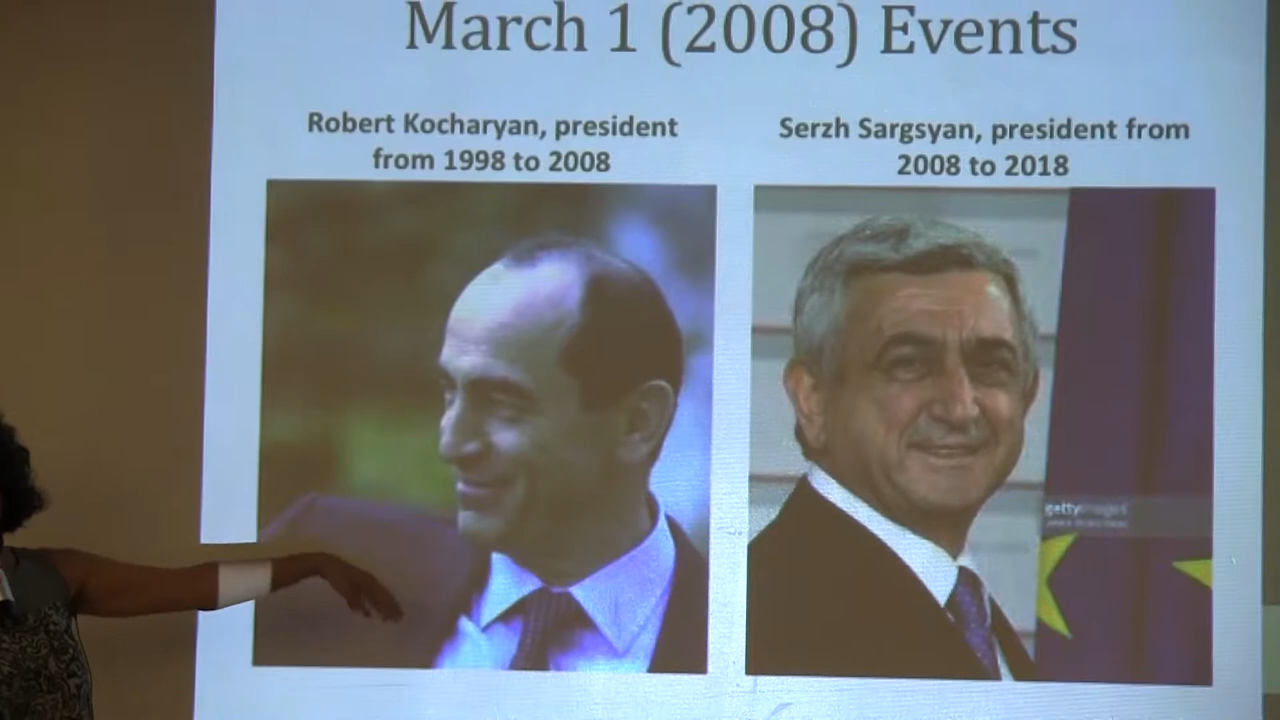 March 1 (2008) Events
Robert Kocharyan, president
from 1998 to 2008
Serzh Sargsyan, president from
2008 to 2018
gettyimages